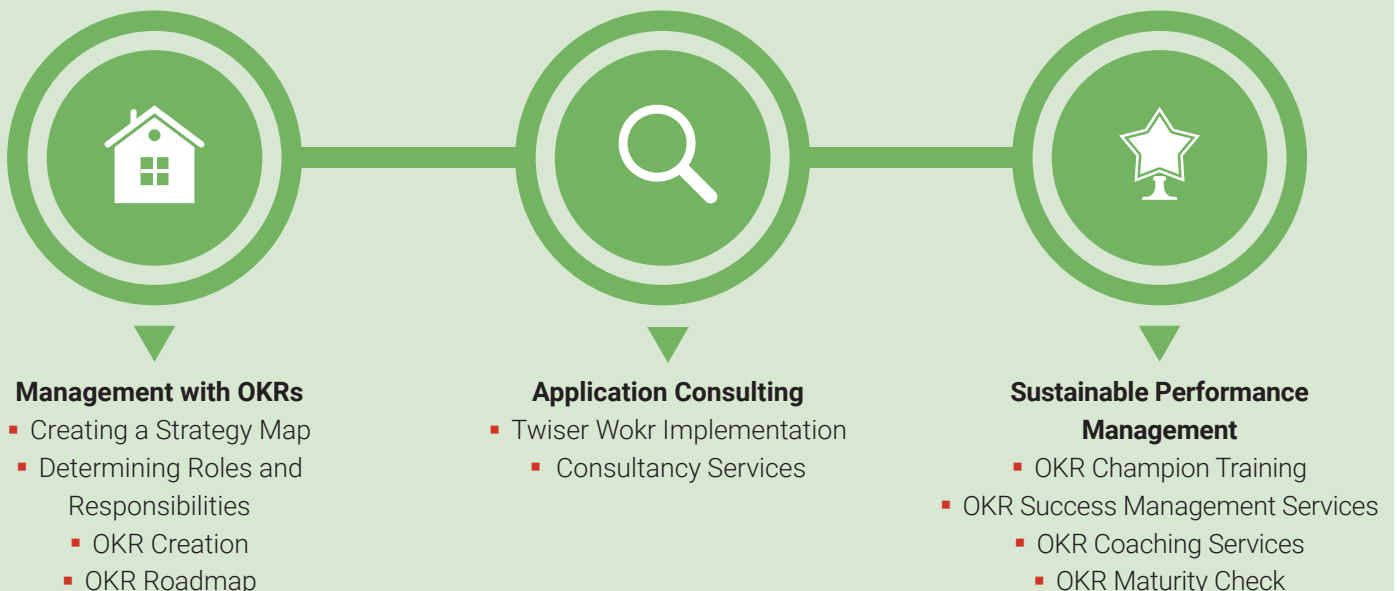 Management with OKRs
▪ Creating a Strategy Map
▪ Determining Roles and
Responsibilities
▪ OKR Creation
▪ OKR Roadmap
Application Consulting
▪ Twiser Wokr Implementation
▪ Consultancy Services
Sustainable Performance
Management
▪ OKR Champion Training
▪ OKR Success Management Services
▪ OKR Coaching Services
▪ OKR Maturity Check